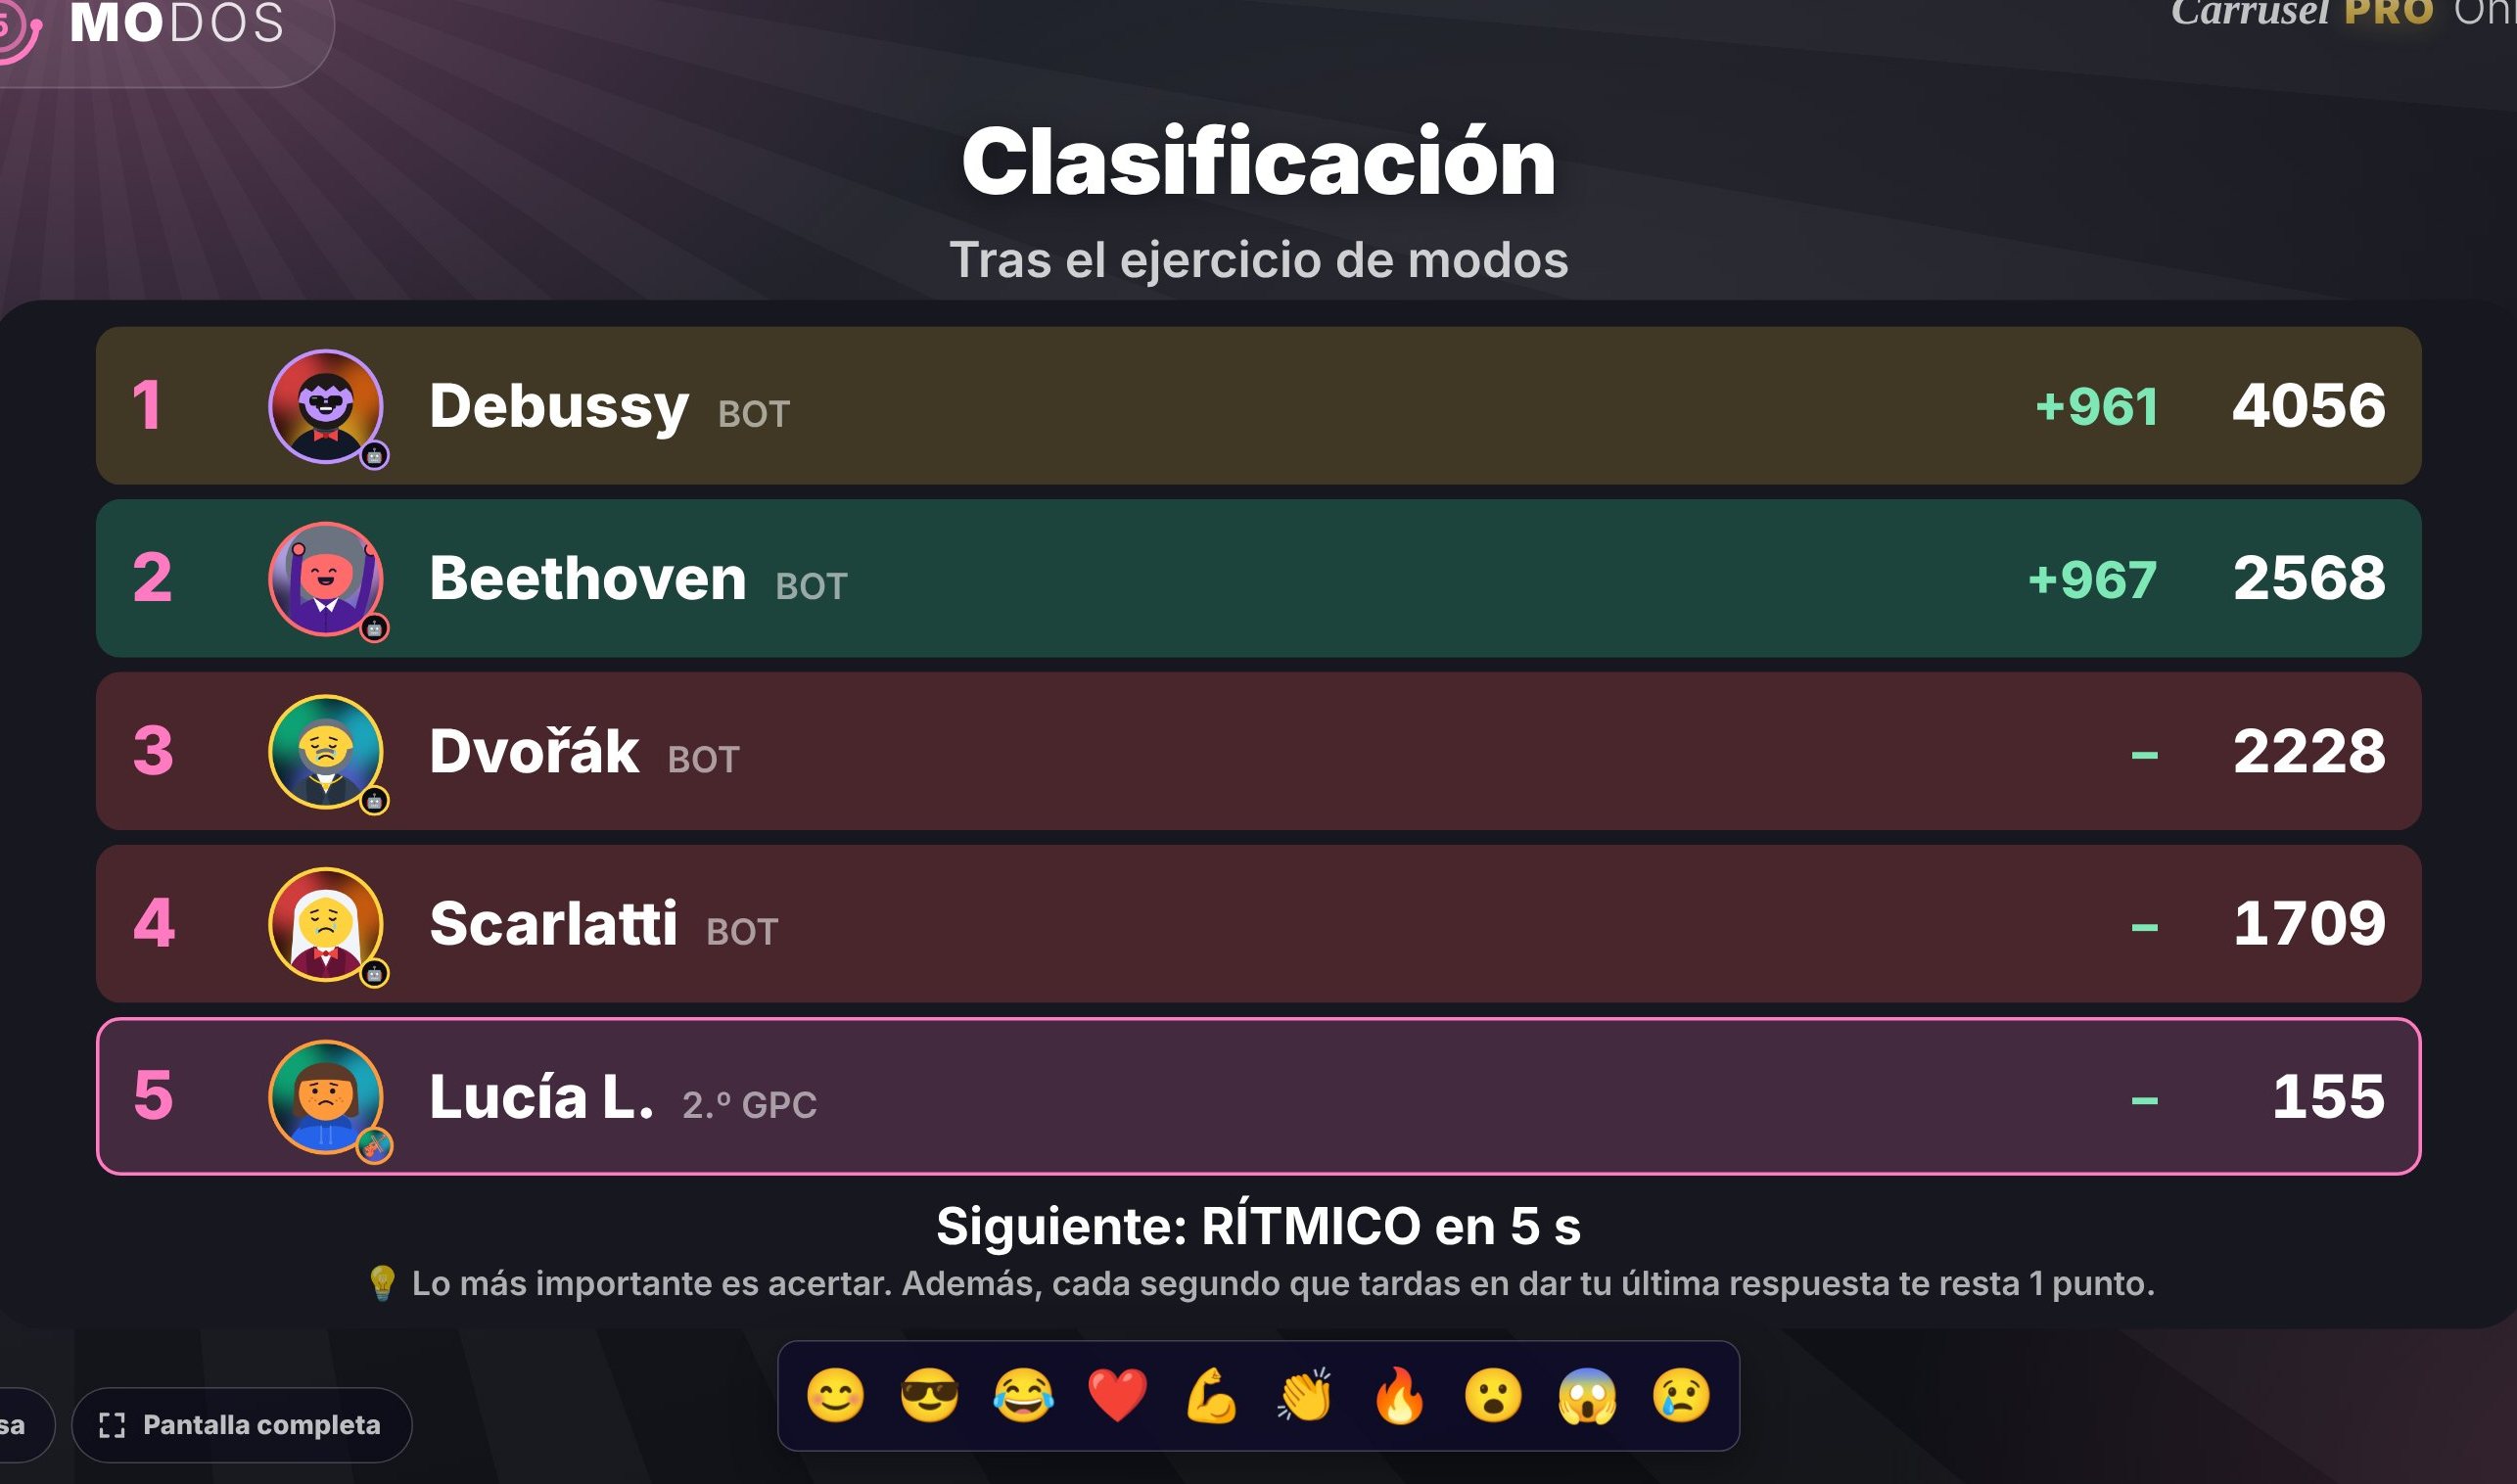 MODOS
Carrusel PRO
Clasificación
Tras el ejercicio de modos
1 Debussy BOT +961 4056
2 Beethoven BOT +967 2568
3 Dvořák BOT – 2228
4 Scarlatti BOT – 1709
5 Lucía L. 2.º GPC – 155
Siguiente: RÍTMICO en 5 s
Lo más importante es acertar. Además, cada segundo que tardas en dar tu última respuesta te resta 1 punto.
Pantalla completa